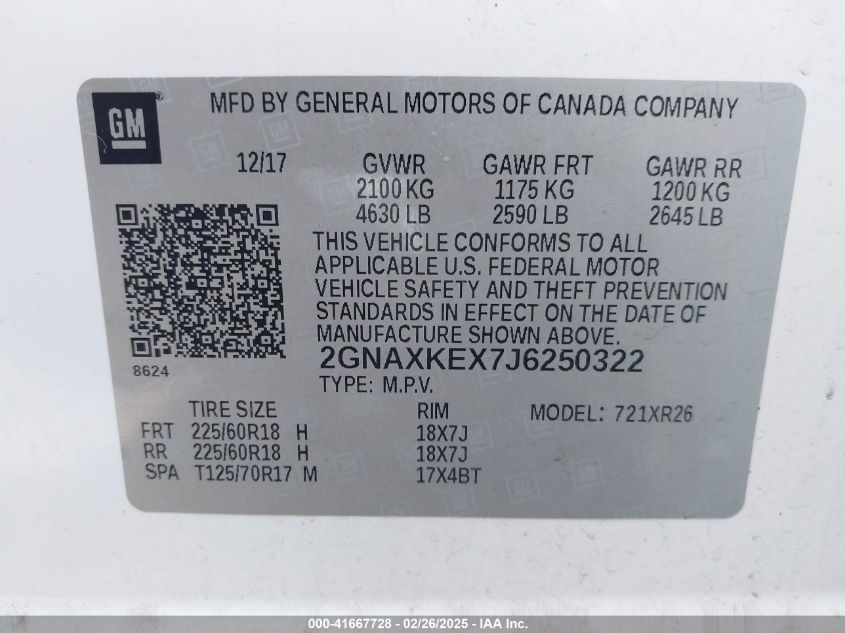 GM
MFD BY GENERAL MOTORS OF CANADA COMPANY
12/17 GVWR GAWR FRT GAWR RR
2100 KG 1175 KG 1200 KG
4630 LB 2590 LB 2645 LB
THIS VEHICLE CONFORMS TO ALL
APPLICABLE U.S. FEDERAL MOTOR
VEHICLE SAFETY AND THEFT PREVENTION
STANDARDS IN EFFECT ON THE DATE OF
MANUFACTURE SHOWN ABOVE.
8624 2GNAXKEX7J6250322
TYPE: M.P.V.
TIRE SIZE RIM MODEL: 721XR26
FRT 225/60R18 H 18X7J
RR 225/60R18 H 18X7J
SPA T125/70R17 M 17X4BT
000-41667728 - 02/26/2025 - IAA Inc.